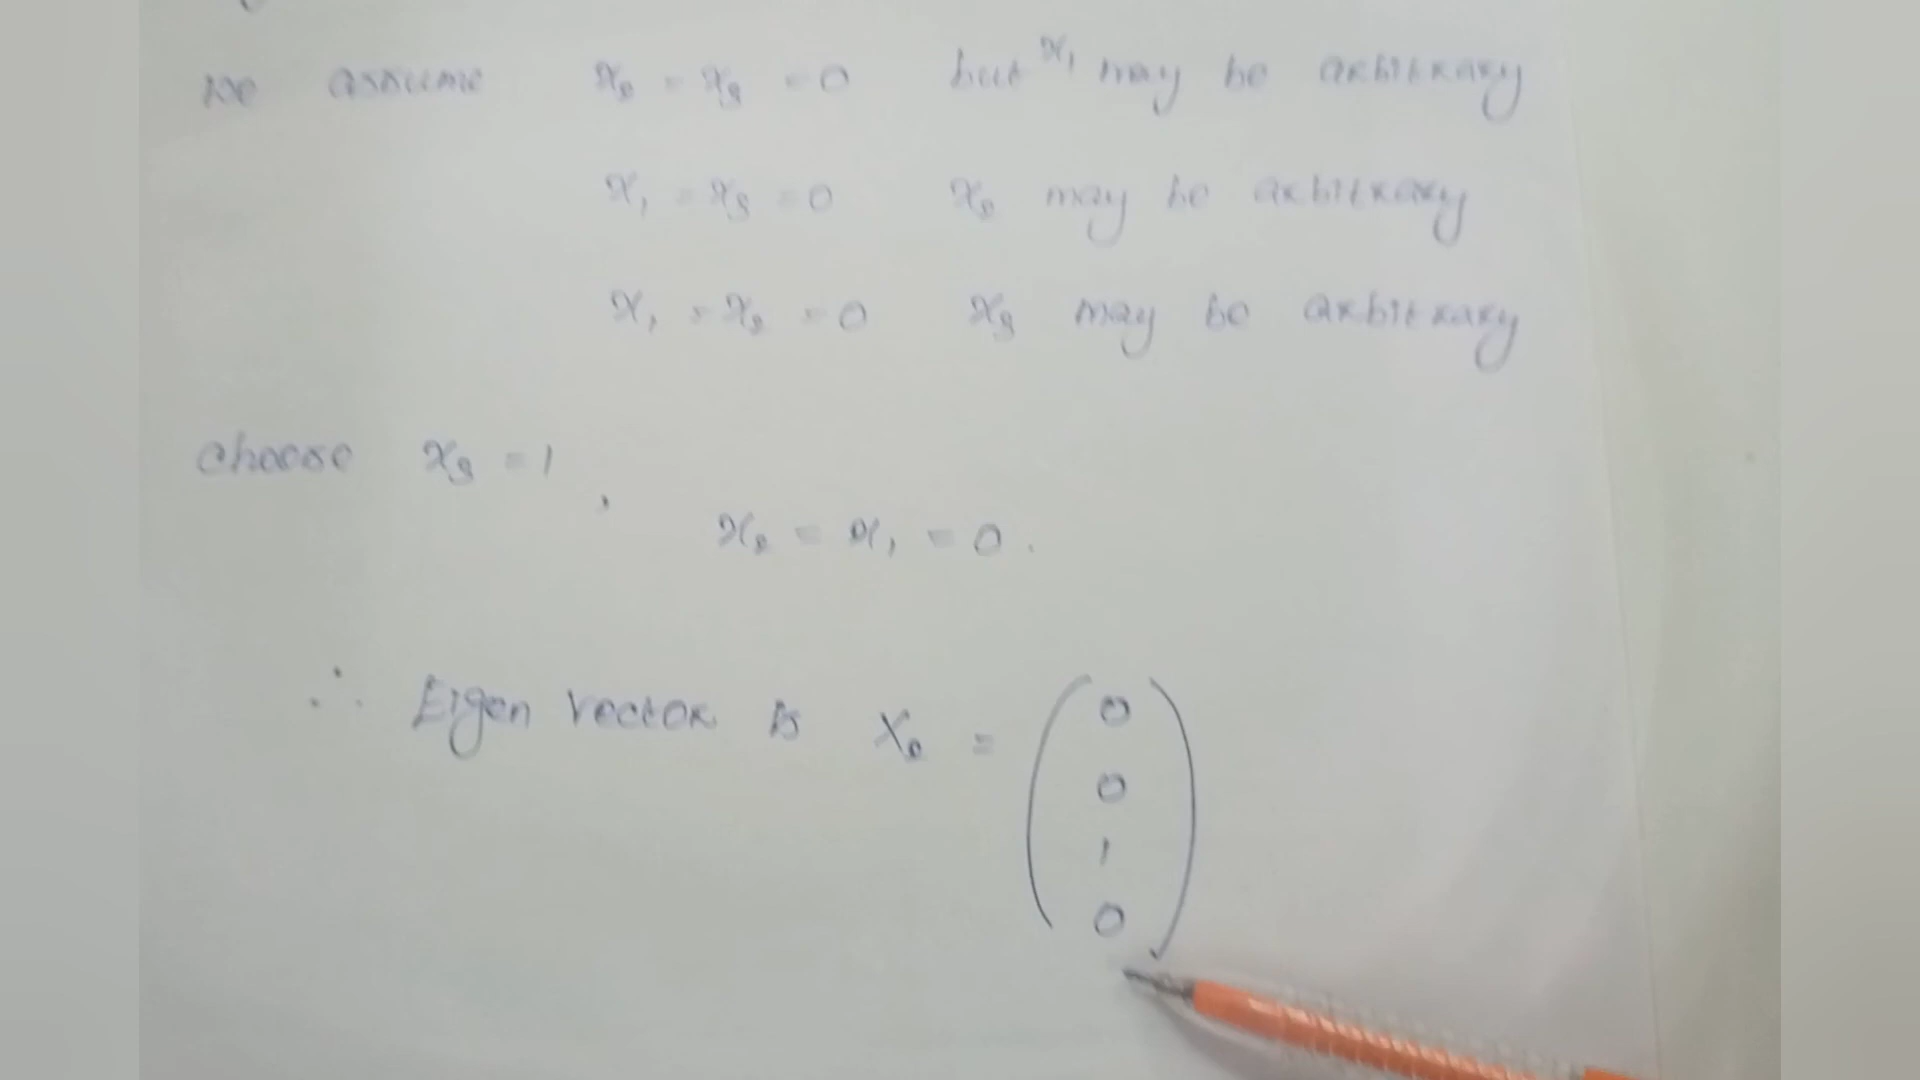 we assume x₂ = x₃ = 0 but x₁ may be arbitrary
x₁ = x₃ = 0 x₂ may be arbitrary
x₁ = x₂ = 0 x₃ may be arbitrary
choose x₃ = 1 ,
x₂ = x₁ = 0 .
∴ Eigen vector is X₂ = ( 0
0
1
0 )